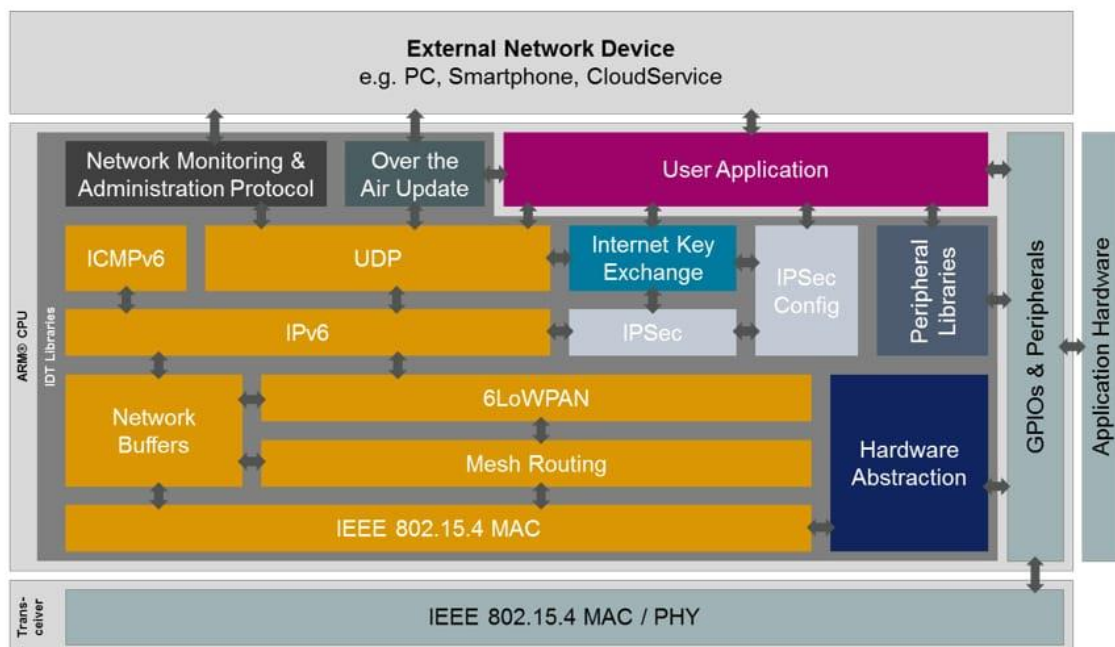 External Network Device
e.g. PC, Smartphone, CloudService
ARM® CPU
IDT Libraries
Network Monitoring &
Administration Protocol
Over the
Air Update
User Application
ICMPv6
UDP
Internet Key
Exchange
IPSec
Config
Peripheral
Libraries
GPIOs & Peripherals
Application Hardware
IPv6
IPSec
Network
Buffers
6LoWPAN
Mesh Routing
Hardware
Abstraction
IEEE 802.15.4 MAC
Trans-
ceiver
IEEE 802.15.4 MAC / PHY